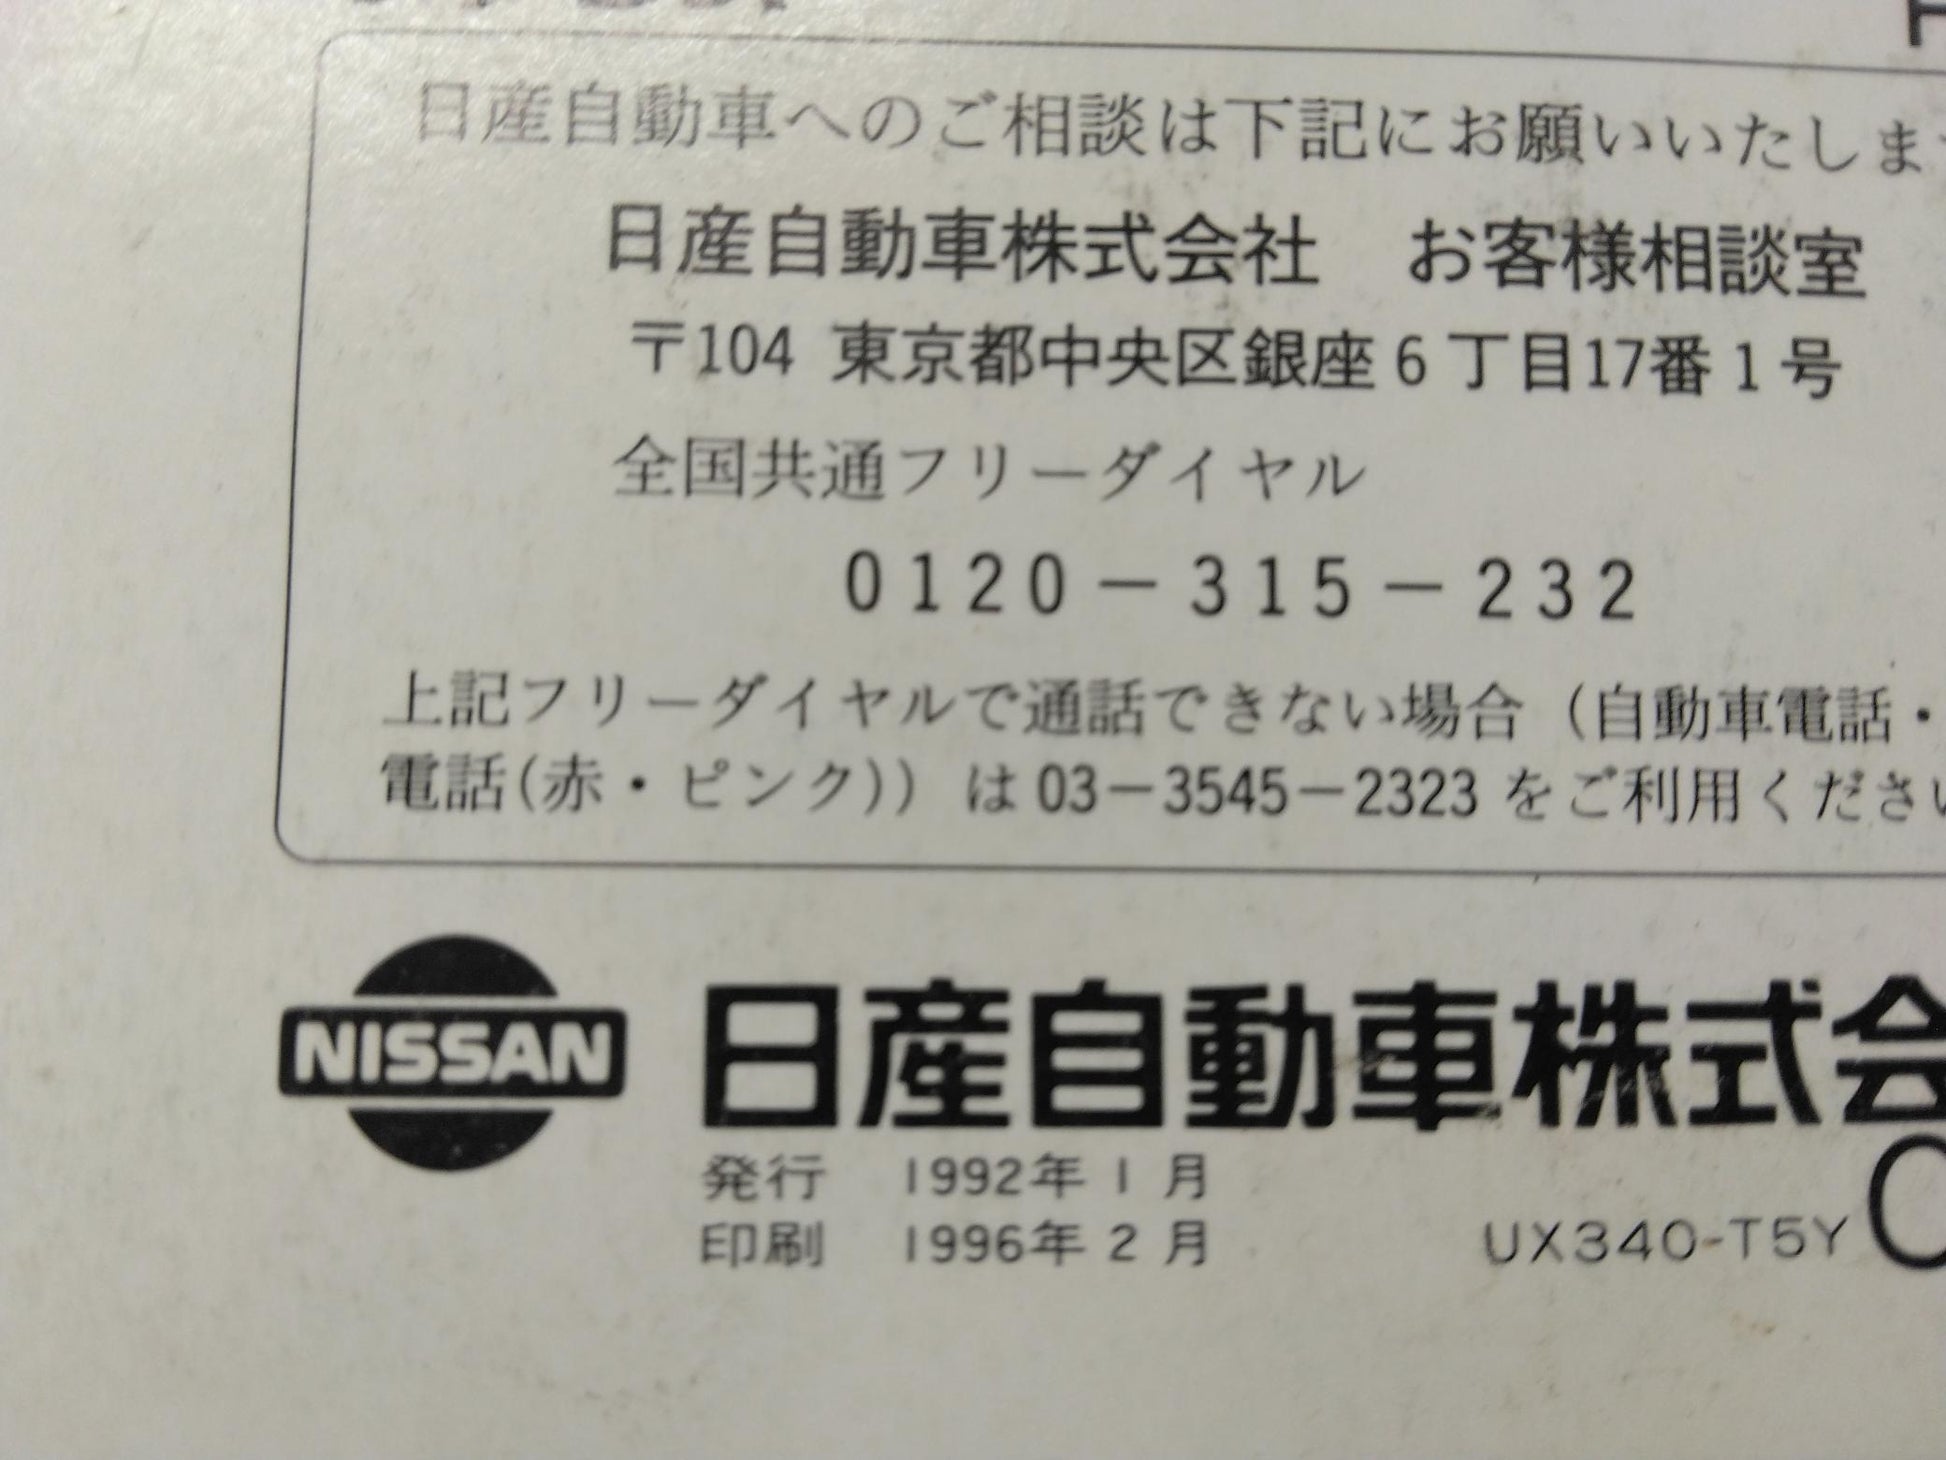 日産自動車へのご相談は下記にお願いいたしま
日産自動車株式会社　お客様相談室
〒104 東京都中央区銀座6丁目17番1号
全国共通フリーダイヤル
0120－315－232
上記フリーダイヤルで通話できない場合（自動車電話・
電話(赤・ピンク)）は03－3545－2323をご利用くださ
NISSAN
日産自動車株式会
発行　1992年1月
印刷　1996年2月
UX340-T5Y